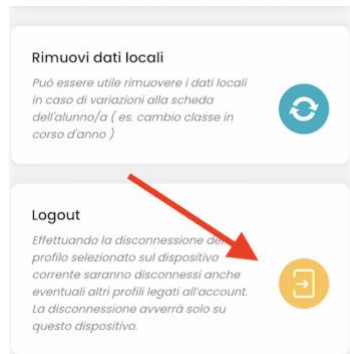 Rimuovi dati locali
Può essere utile rimuovere i dati locali
in caso di variazioni alla scheda
dell'alunno/a ( es. cambio classe in
corso d'anno )
Logout
Effettuando la disconnessione del
profilo selezionato sul dispositivo
corrente saranno disconnessi anche
eventuali altri profili legati all'account.
La disconnessione avverrà solo su
questo dispositivo.